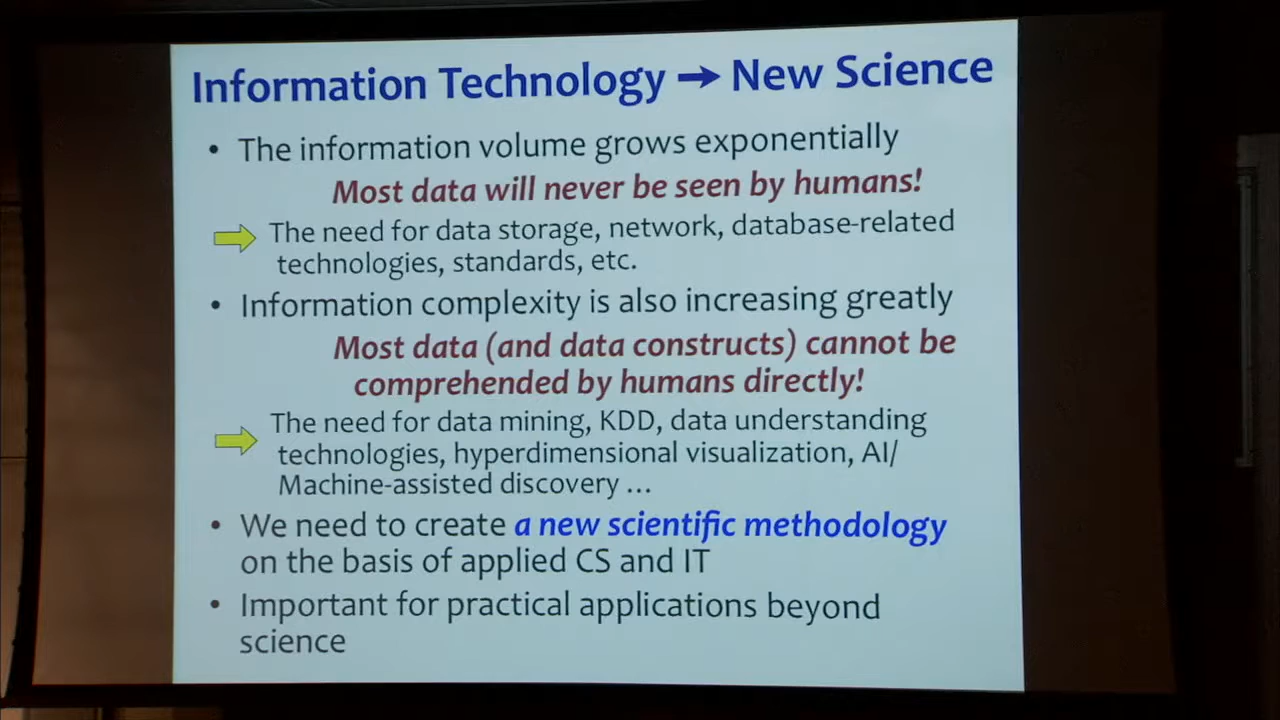 Information Technology → New Science
• The information volume grows exponentially
Most data will never be seen by humans!
The need for data storage, network, database-related
technologies, standards, etc.
• Information complexity is also increasing greatly
Most data (and data constructs) cannot be
comprehended by humans directly!
The need for data mining, KDD, data understanding
technologies, hyperdimensional visualization, AI/
Machine-assisted discovery ...
• We need to create a new scientific methodology
on the basis of applied CS and IT
• Important for practical applications beyond
science